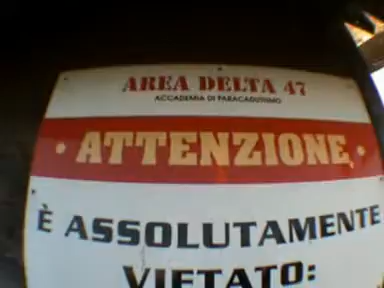 AREA DELTA 47
ACCADEMIA DI PARACADUTISMO
• ATTENZIONE •
È ASSOLUTAMENTE
VIETATO: